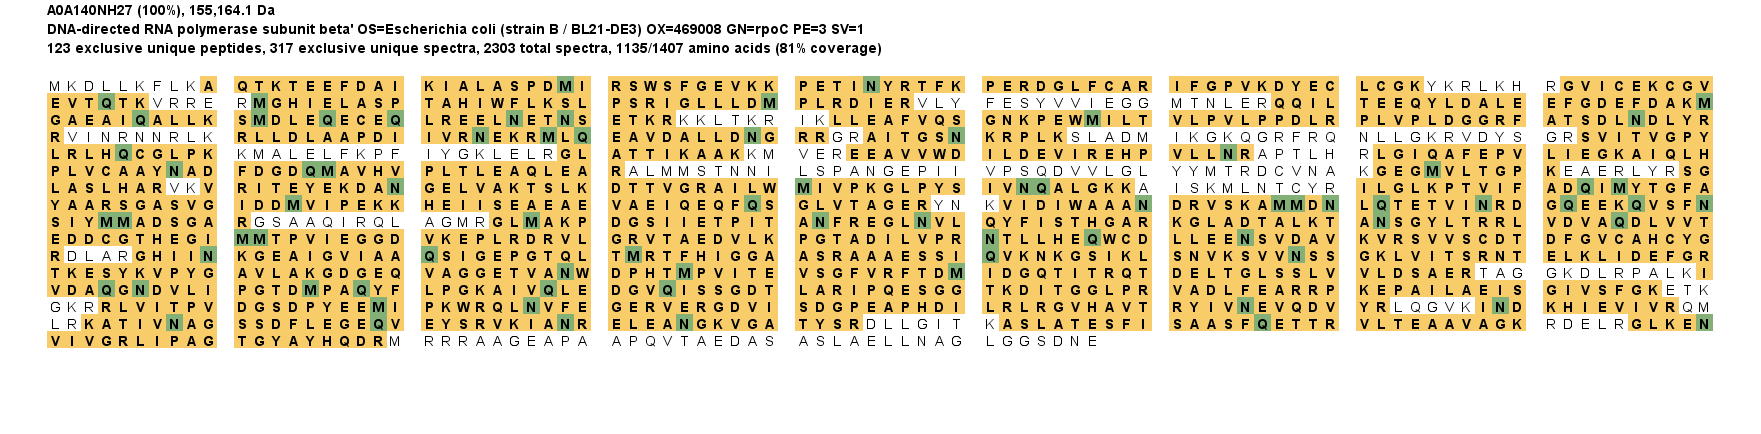 A0A140NH27 (100%), 155,164.1 Da
DNA-directed RNA polymerase subunit beta' OS=Escherichia coli (strain B / BL21-DE3) OX=469008 GN=rpoC PE=3 SV=1
123 exclusive unique peptides, 317 exclusive unique spectra, 2303 total spectra, 1135/1407 amino acids (81% coverage)
MKDLLKFLKA QTKTEEFDAI KIALASPDMI RSWSFGEVKK PETINYRTFK PERDGLFCAR IFGPVKDYEC LCGKYKRLKH RGVICEKCGV
EVTQTKVRRE RMGHIELASP TAHIWFLKSL PSRIGLLLDM PLRDIERVLY FESYVVIEGG MTNLERQQIL TEEQYLDALE EFGDEFDAKM
GAEAIQALLK SMDLEQECEQ LREELNETNS ETKRKKLTKR IKLLEAFVQS GNKPEWMILT VLPVLPPDLR PLVPLDGGRF ATSDLNDLYR
RVINRNNRLK RLLDLAAPDI IVRNEKRMLQ EAVDALLDNG RRGRAITGSN KRPLKSLADM IKGKQGRFRQ NLLGKRVDYS GRSVITVGPY
LRLHQCGLPK KMALELFKPF IYGKLELRGL ATTIKAAKKM VEREEAVVWD ILDEVIREHP VLLNRAPTLH RLGIQAFEPV LIEGKAIQLH
PLVCAAYNAD FDGDQMAVHV PLTLEAQLEA RALMMSTNNI LSPANGEPII VPSQDVVLGL YYMTRDCVNA KGEGMVLTGP KEAERLYRSG
LASLHARVKV RITEYEKDAN GELVAKTSLK DTTVGRAILW MIVPKGLPYS IVNQALGKKA ISKMLNTCYR ILGLKPTVIF ADQIMYTGFA
YAARSGASVG IDDMVIPEKK HEIISEAEAE VAEIQEQFQS GLVTAGERYN KVIDIWAAAN DRVSKAMMDN LQTETVINRD GQEEKQVSFN
SIYMMADSGA RGSAAQIRQL AGMRGLMAKP DGSIIETPIT ANFREGLNVL QYFISTHGAR KGLADTALKT ANSGYLTRRL VDVAQDLVVT
EDDCGTHEGI MMTPVIEGGD VKEPLRDRVL GRVTAEDVLK PGTADILVPR NTLLHEQWCD LLEENSVDAV KVRSVVSCDT DFGVCAHCYG
RDLARGHIIN KGEAIGVIAA QSIGEPGTQL TMRTFHIGGA ASRAAAESSI QVKNKGSIKL SNVKSVVNSS GKLVITSRNT ELKLIDEFGR
TKESYKVPYG AVLAKGDGEQ VAGGETVANW DPHTMPVITE VSGFVRFTDM IDGQTITRQT DELTGLSSLV VLDSAERTAG GKDLRPALKI
VDAQGNDVLI PGTDMPAQYF LPGKAIVQLE DGVQISSGDT LARIPQESGG TKDITGGLPR VADLFEARRP KEPAILAEIS GIVSFGKETK
GKRRLVITPV DGSDPYEEMI PKWRQLNVFE GERVERGDVI SDGPEAPHDI LRLRGVHAVT RYIVNEVQDV YRLQGVKIND KHIEVIVRQM
LRKATIVNAG SSDFLEGEQV EYSRVKIANR ELEANGKVGA TYSRDLLGIT KASLATESFI SAASFQETTR VLTEAAVAGK RDELRGLKEN
VIVGRLIPAG TGYAYHQDRM RRRAAGEAPA APQVTAEDAS ASLAELLNAG LGGSDNE